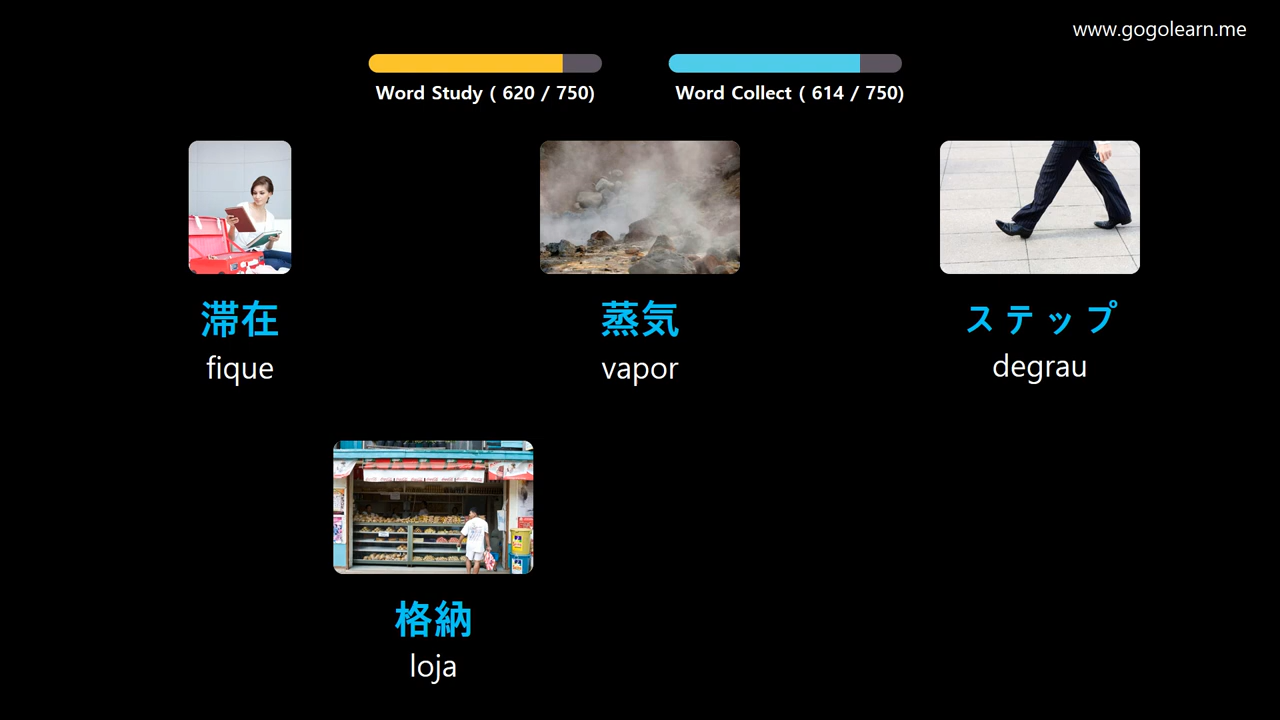 www.gogolearn.me
Word Study ( 620 / 750)
Word Collect ( 614 / 750)
滞在
fique
蒸気
vapor
ステップ
degrau
格納
loja